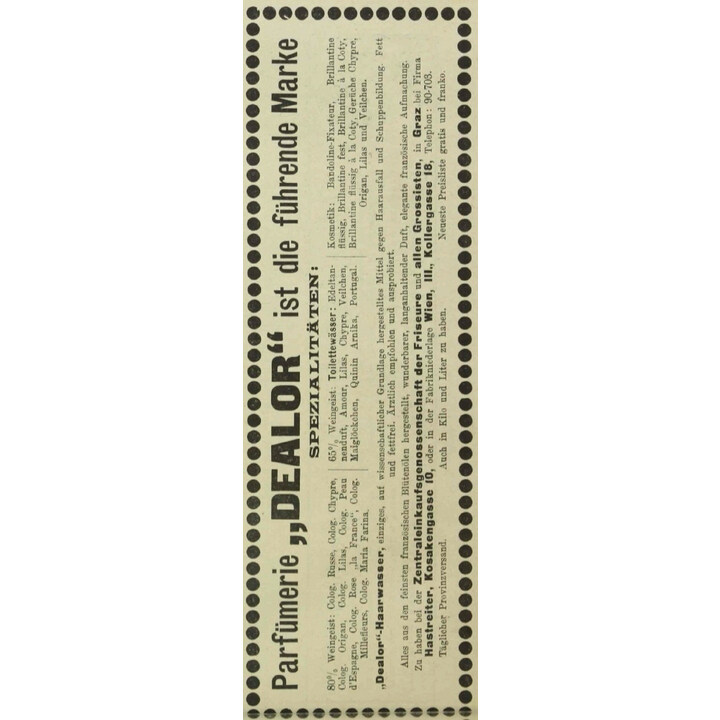 Parfümerie „DEALOR“ ist die führende Marke
SPEZIALITÄTEN:
80% Weingeist: Colog. Russe, Colog. Chypre,
Colog. Origan, Colog. Lilas, Colog. Peau
d'Espagne, Colog. Rose „la France“, Colog.
Millefleurs, Colog. Maria Farina.
65% Weingeist: Toilettewässer: Edeltan-
nenduft, Amour, Lilas, Chypre, Veilchen,
Maiglöckchen, Quinin Arnika, Portugal.
Kosmetik: Bandoline-Fixateur, Brillantine
flüssig, Brillantine fest, Brillantine à la Coty,
Brillantine flüssig à la Coty, Gerüche Chypre,
Origan, Lilas und Veilchen.
„Dealor“-Haarwasser, einziges, auf wissenschaftlicher Grundlage hergestelltes Mittel gegen Haarausfall und Schuppenbildung. Fett
und fettfrei. Ärztlich empfohlen und ausprobiert.
Alles aus den feinsten französischen Blütenölen hergestellt, wunderbarer, langanhaltender Duft, elegante französische Aufmachung.
Zu haben bei der Zentraleinkaufsgenossenschaft der Friseure und allen Grossisten, in Graz bei Firma
Hastreiter, Kosakengasse 10, oder in der Fabrikniederlage Wien, III., Kollergasse 18, Telephon: 90-703.
Täglicher Provinzversand. Auch in Kilo und Liter zu haben. Neueste Preisliste gratis und franko.